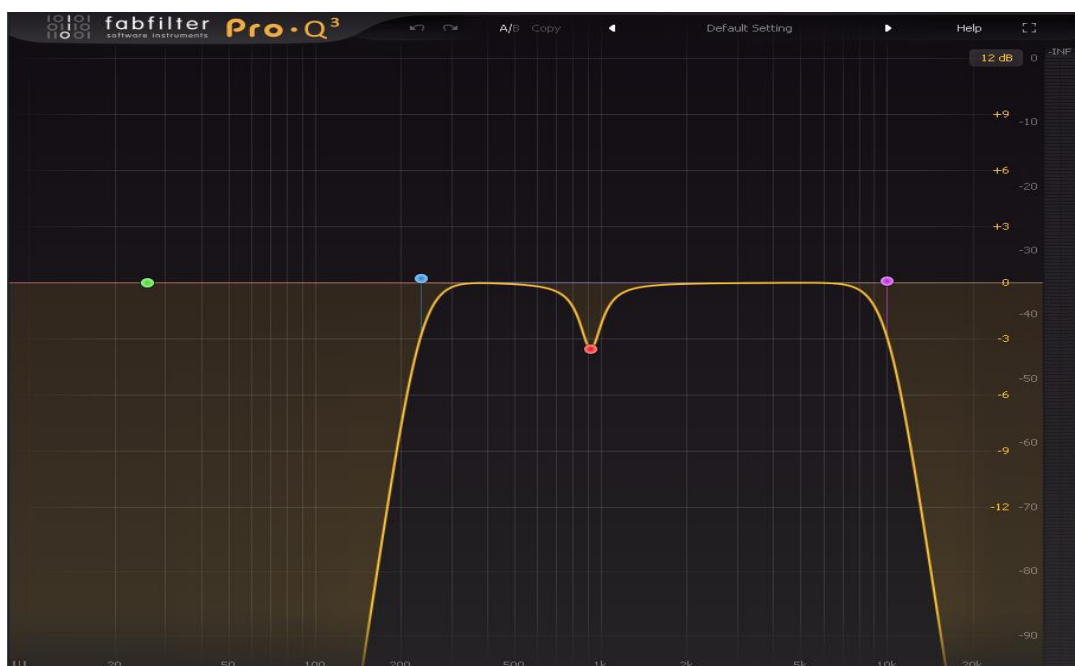 fabfilter Pro·Q³
software instruments
A/B Copy Default Setting Help
12 dB 0 -INF
+9 -10
+6 -20
+3 -30
0 -40
-3 -50
-6 -60
-9
-12 -70
-80
-90
20 50 100 200 500 1k 2k 5k 10k 20k